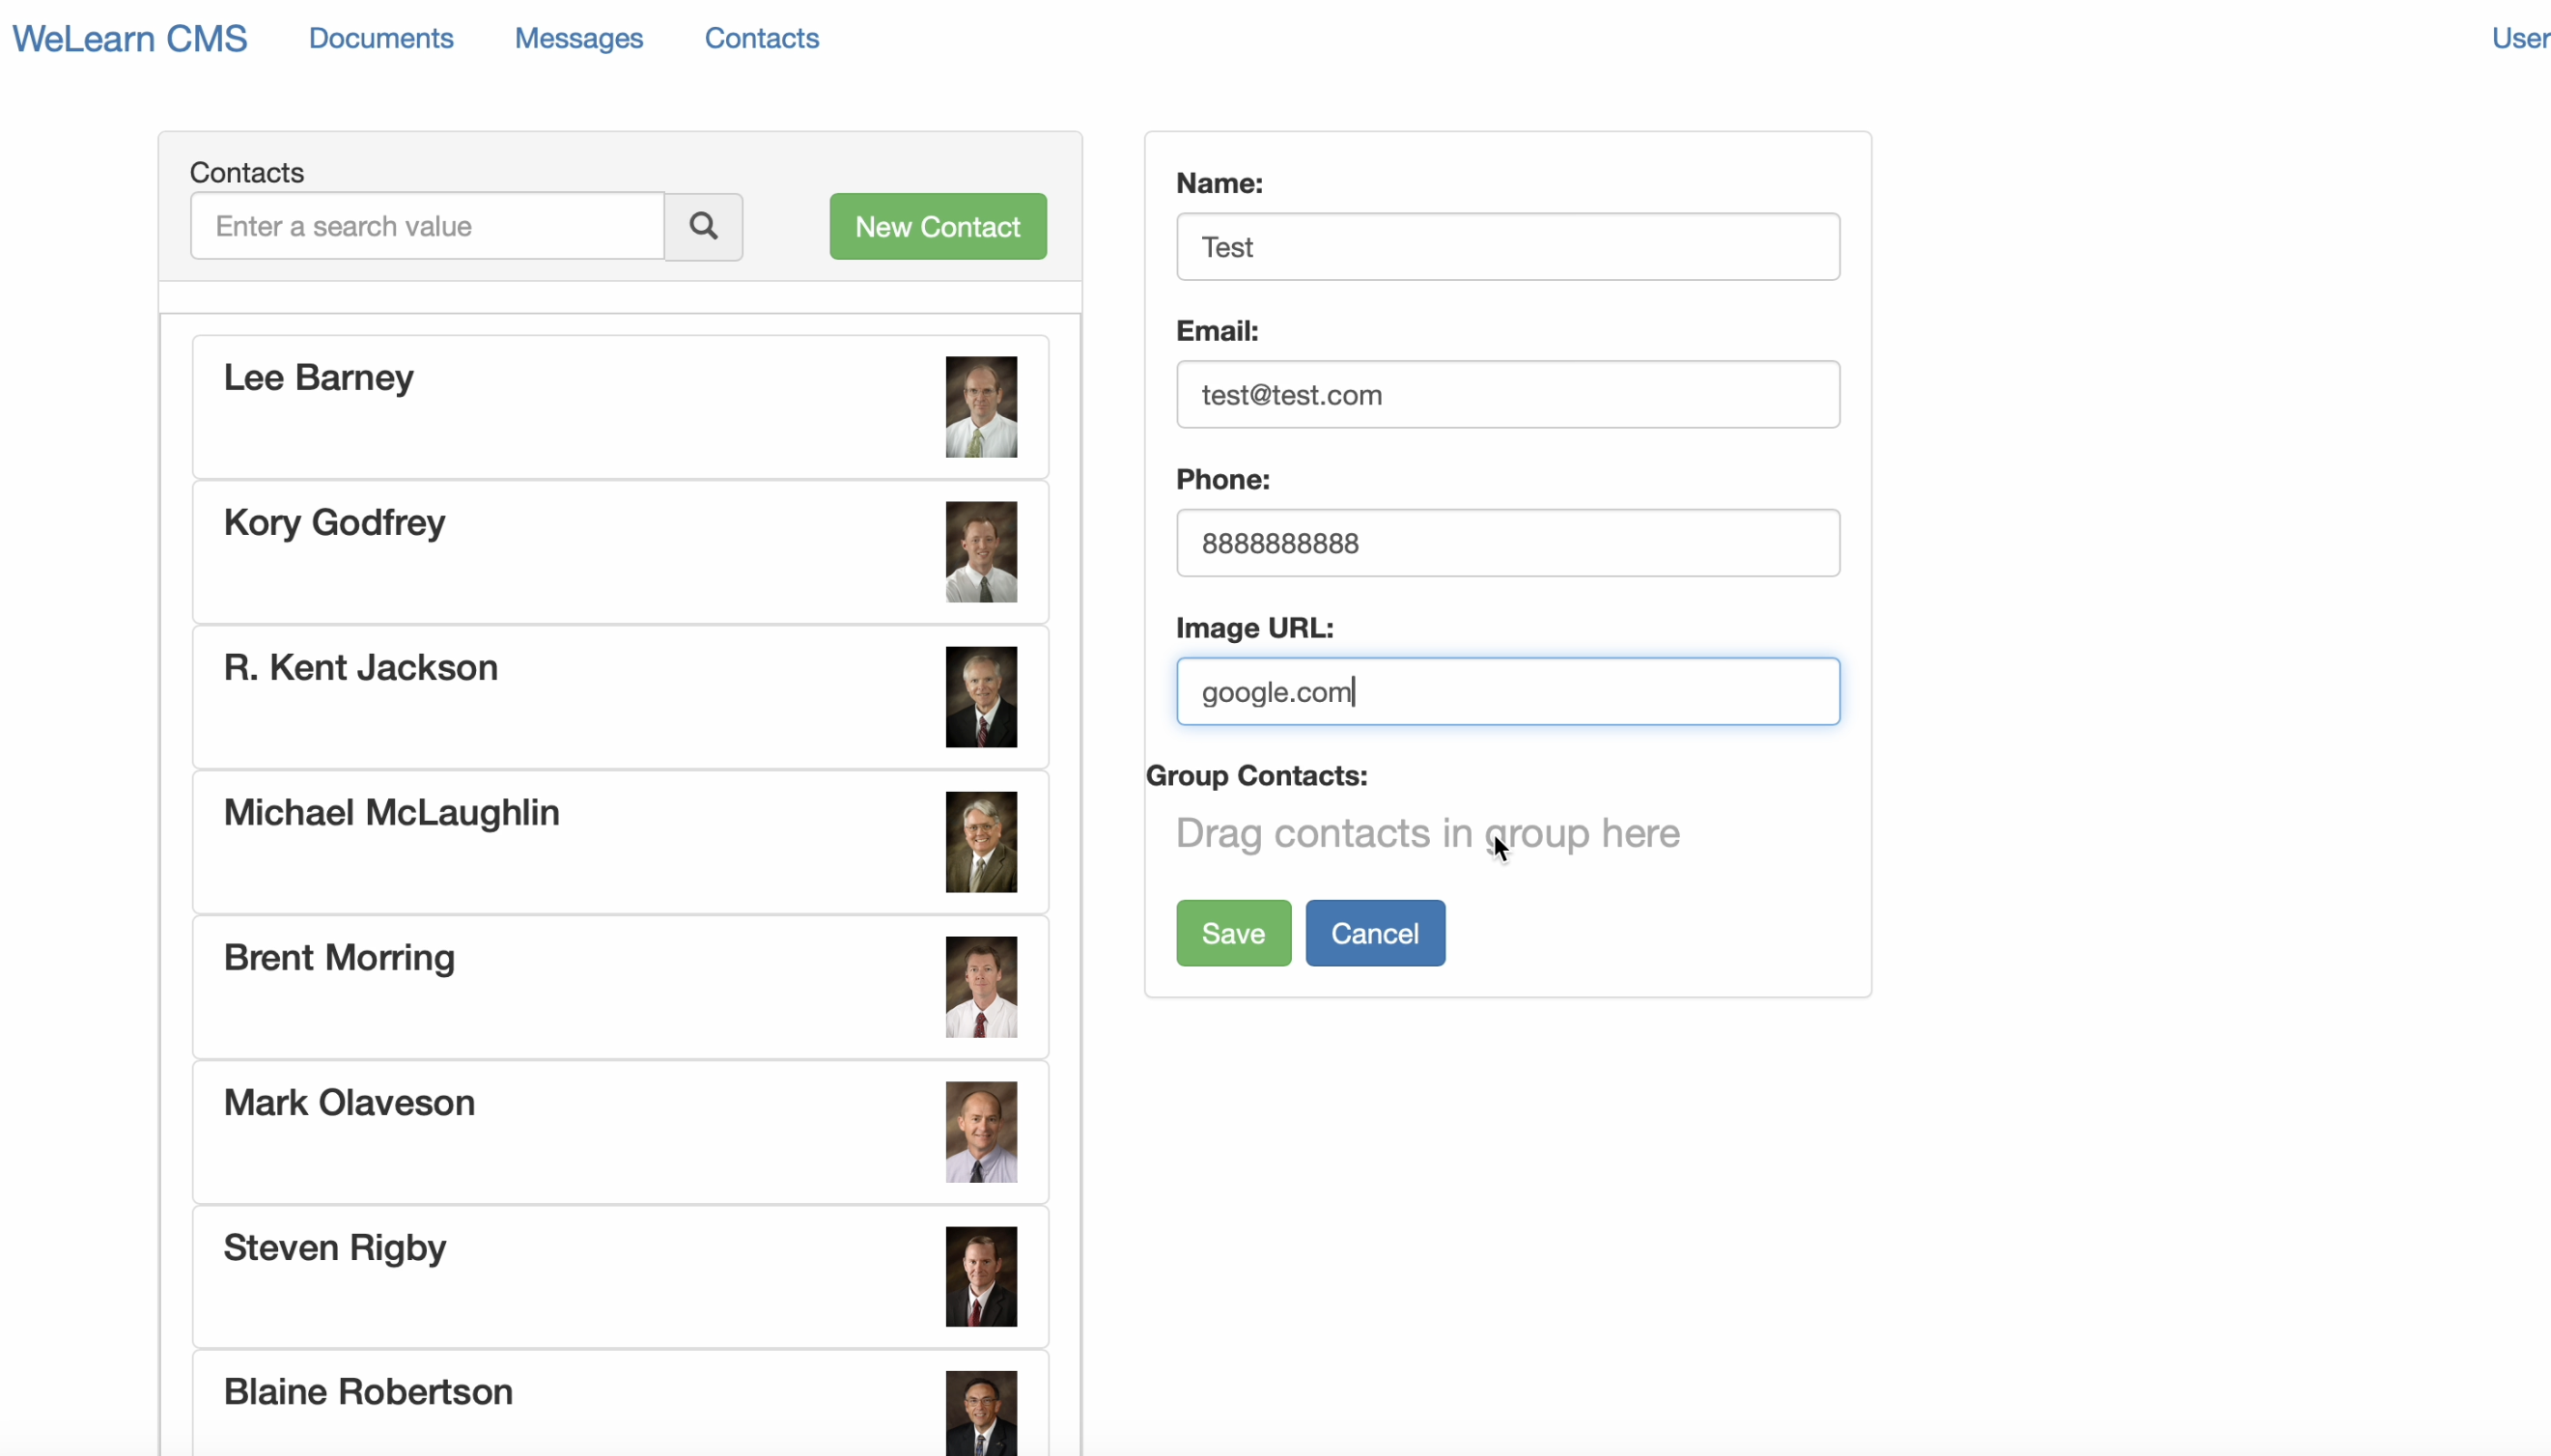 WeLearn CMS Documents Messages Contacts User
Contacts
Enter a search value
New Contact
Lee Barney
Kory Godfrey
R. Kent Jackson
Michael McLaughlin
Brent Morring
Mark Olaveson
Steven Rigby
Blaine Robertson
Name:
Test
Email:
test@test.com
Phone:
8888888888
Image URL:
google.com
Group Contacts:
Drag contacts in group here
Save Cancel